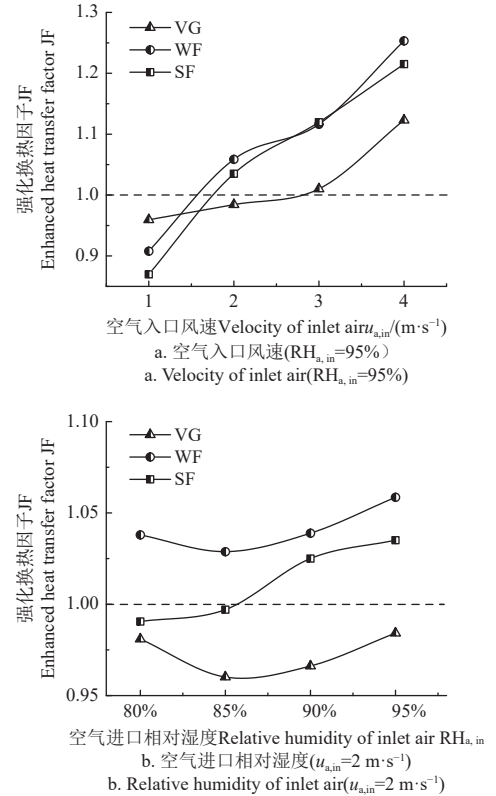 强化换热因子JF
Enhanced heat transfer factor JF
1.3
1.2
1.1
1.0
0.9
VG
WF
SF
1 2 3 4
空气入口风速Velocity of inlet airu_{a,in}/(m·s⁻¹)
a. 空气入口风速(RH_{a, in}=95%）
a. Velocity of inlet air(RH_{a, in}=95%)
强化换热因子JF
Enhanced heat transfer factor JF
1.10
1.05
1.00
0.95
VG
WF
SF
80% 85% 90% 95%
空气进口相对湿度Relative humidity of inlet air RH_{a, in}
b. 空气进口相对湿度(u_{a,in}=2 m·s⁻¹)
b. Relative humidity of inlet air(u_{a,in}=2 m·s⁻¹)